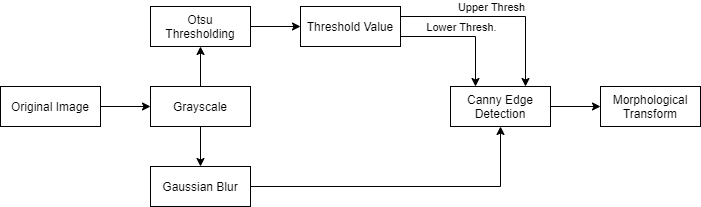 Otsu
Thresholding
Threshold Value
Upper Thresh
Lower Thresh.
Original Image
Grayscale
Canny Edge
Detection
Morphological
Transform
Gaussian Blur